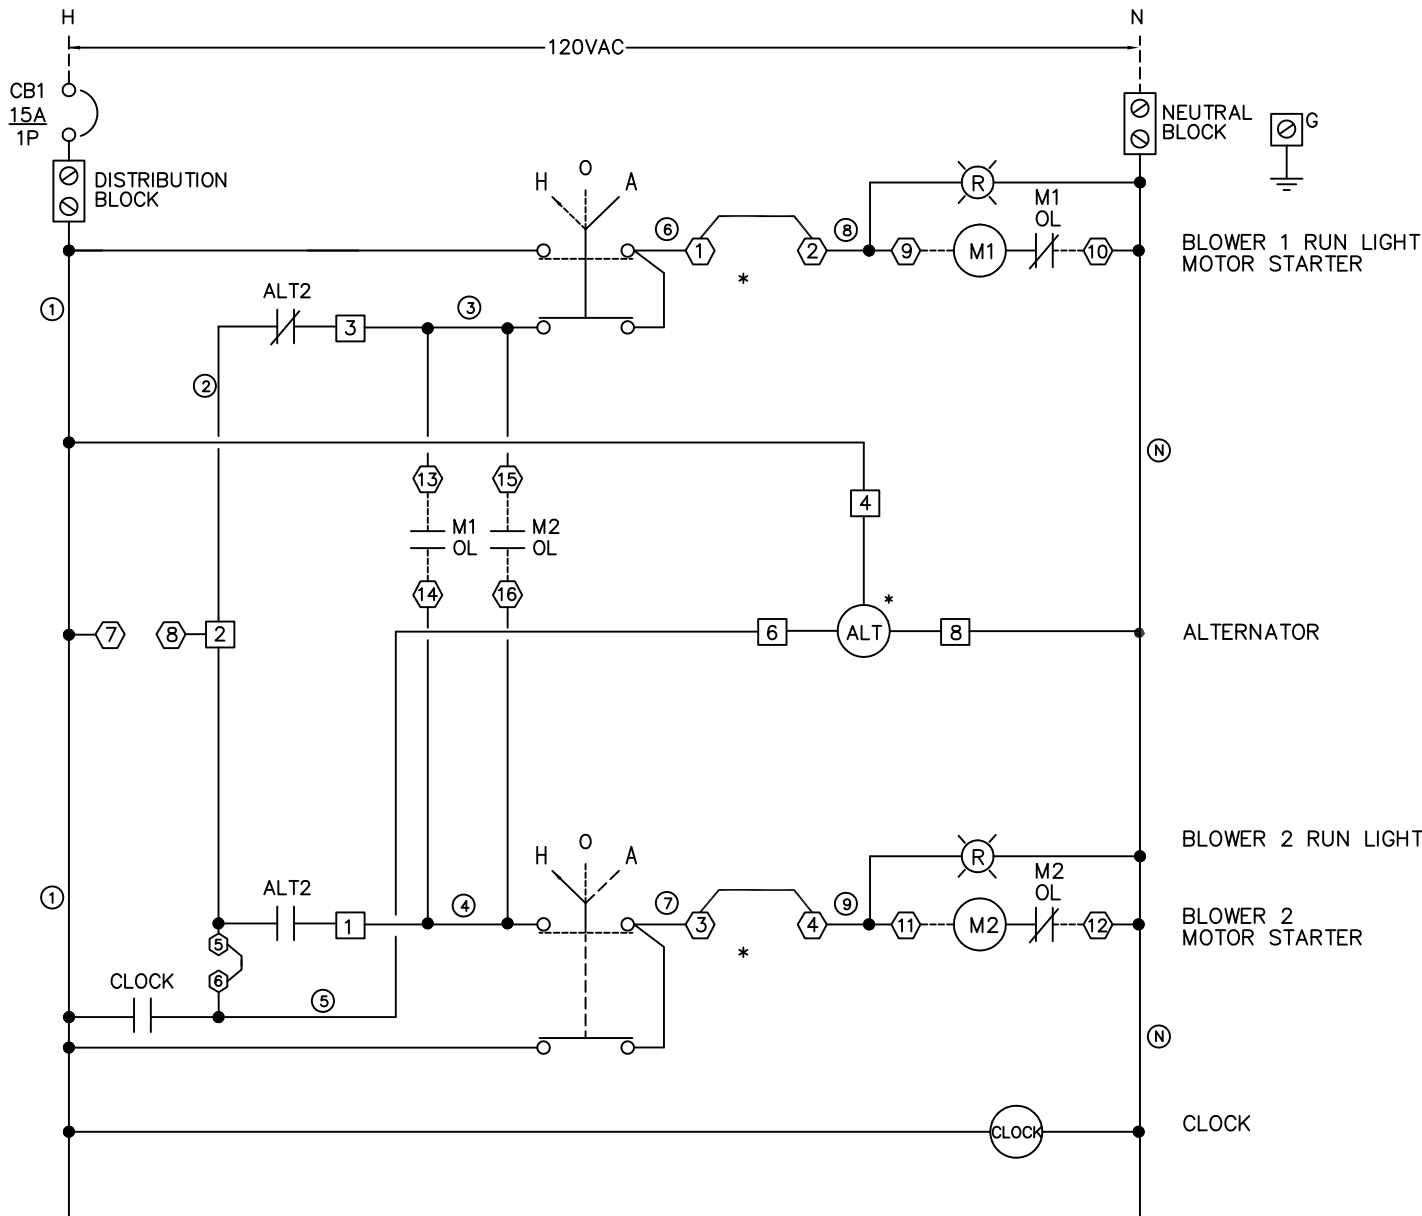 H
N
120VAC
CB1
15A
1P
NEUTRAL
BLOCK
G
DISTRIBUTION
BLOCK
H O A
R
M1
OL
6
1
2
8
9
M1
10
BLOWER 1 RUN LIGHT
MOTOR STARTER
*
1
ALT2
3
3
2
N
13
15
4
M1
OL
M2
OL
14
16
*
7
8
2
6
ALT
8
ALTERNATOR
BLOWER 2 RUN LIGHT
H O A
R
M2
OL
1
ALT2
1
4
7
3
4
9
11
M2
12
BLOWER 2
MOTOR STARTER
*
5
6
CLOCK
5
N
CLOCK
CLOCK